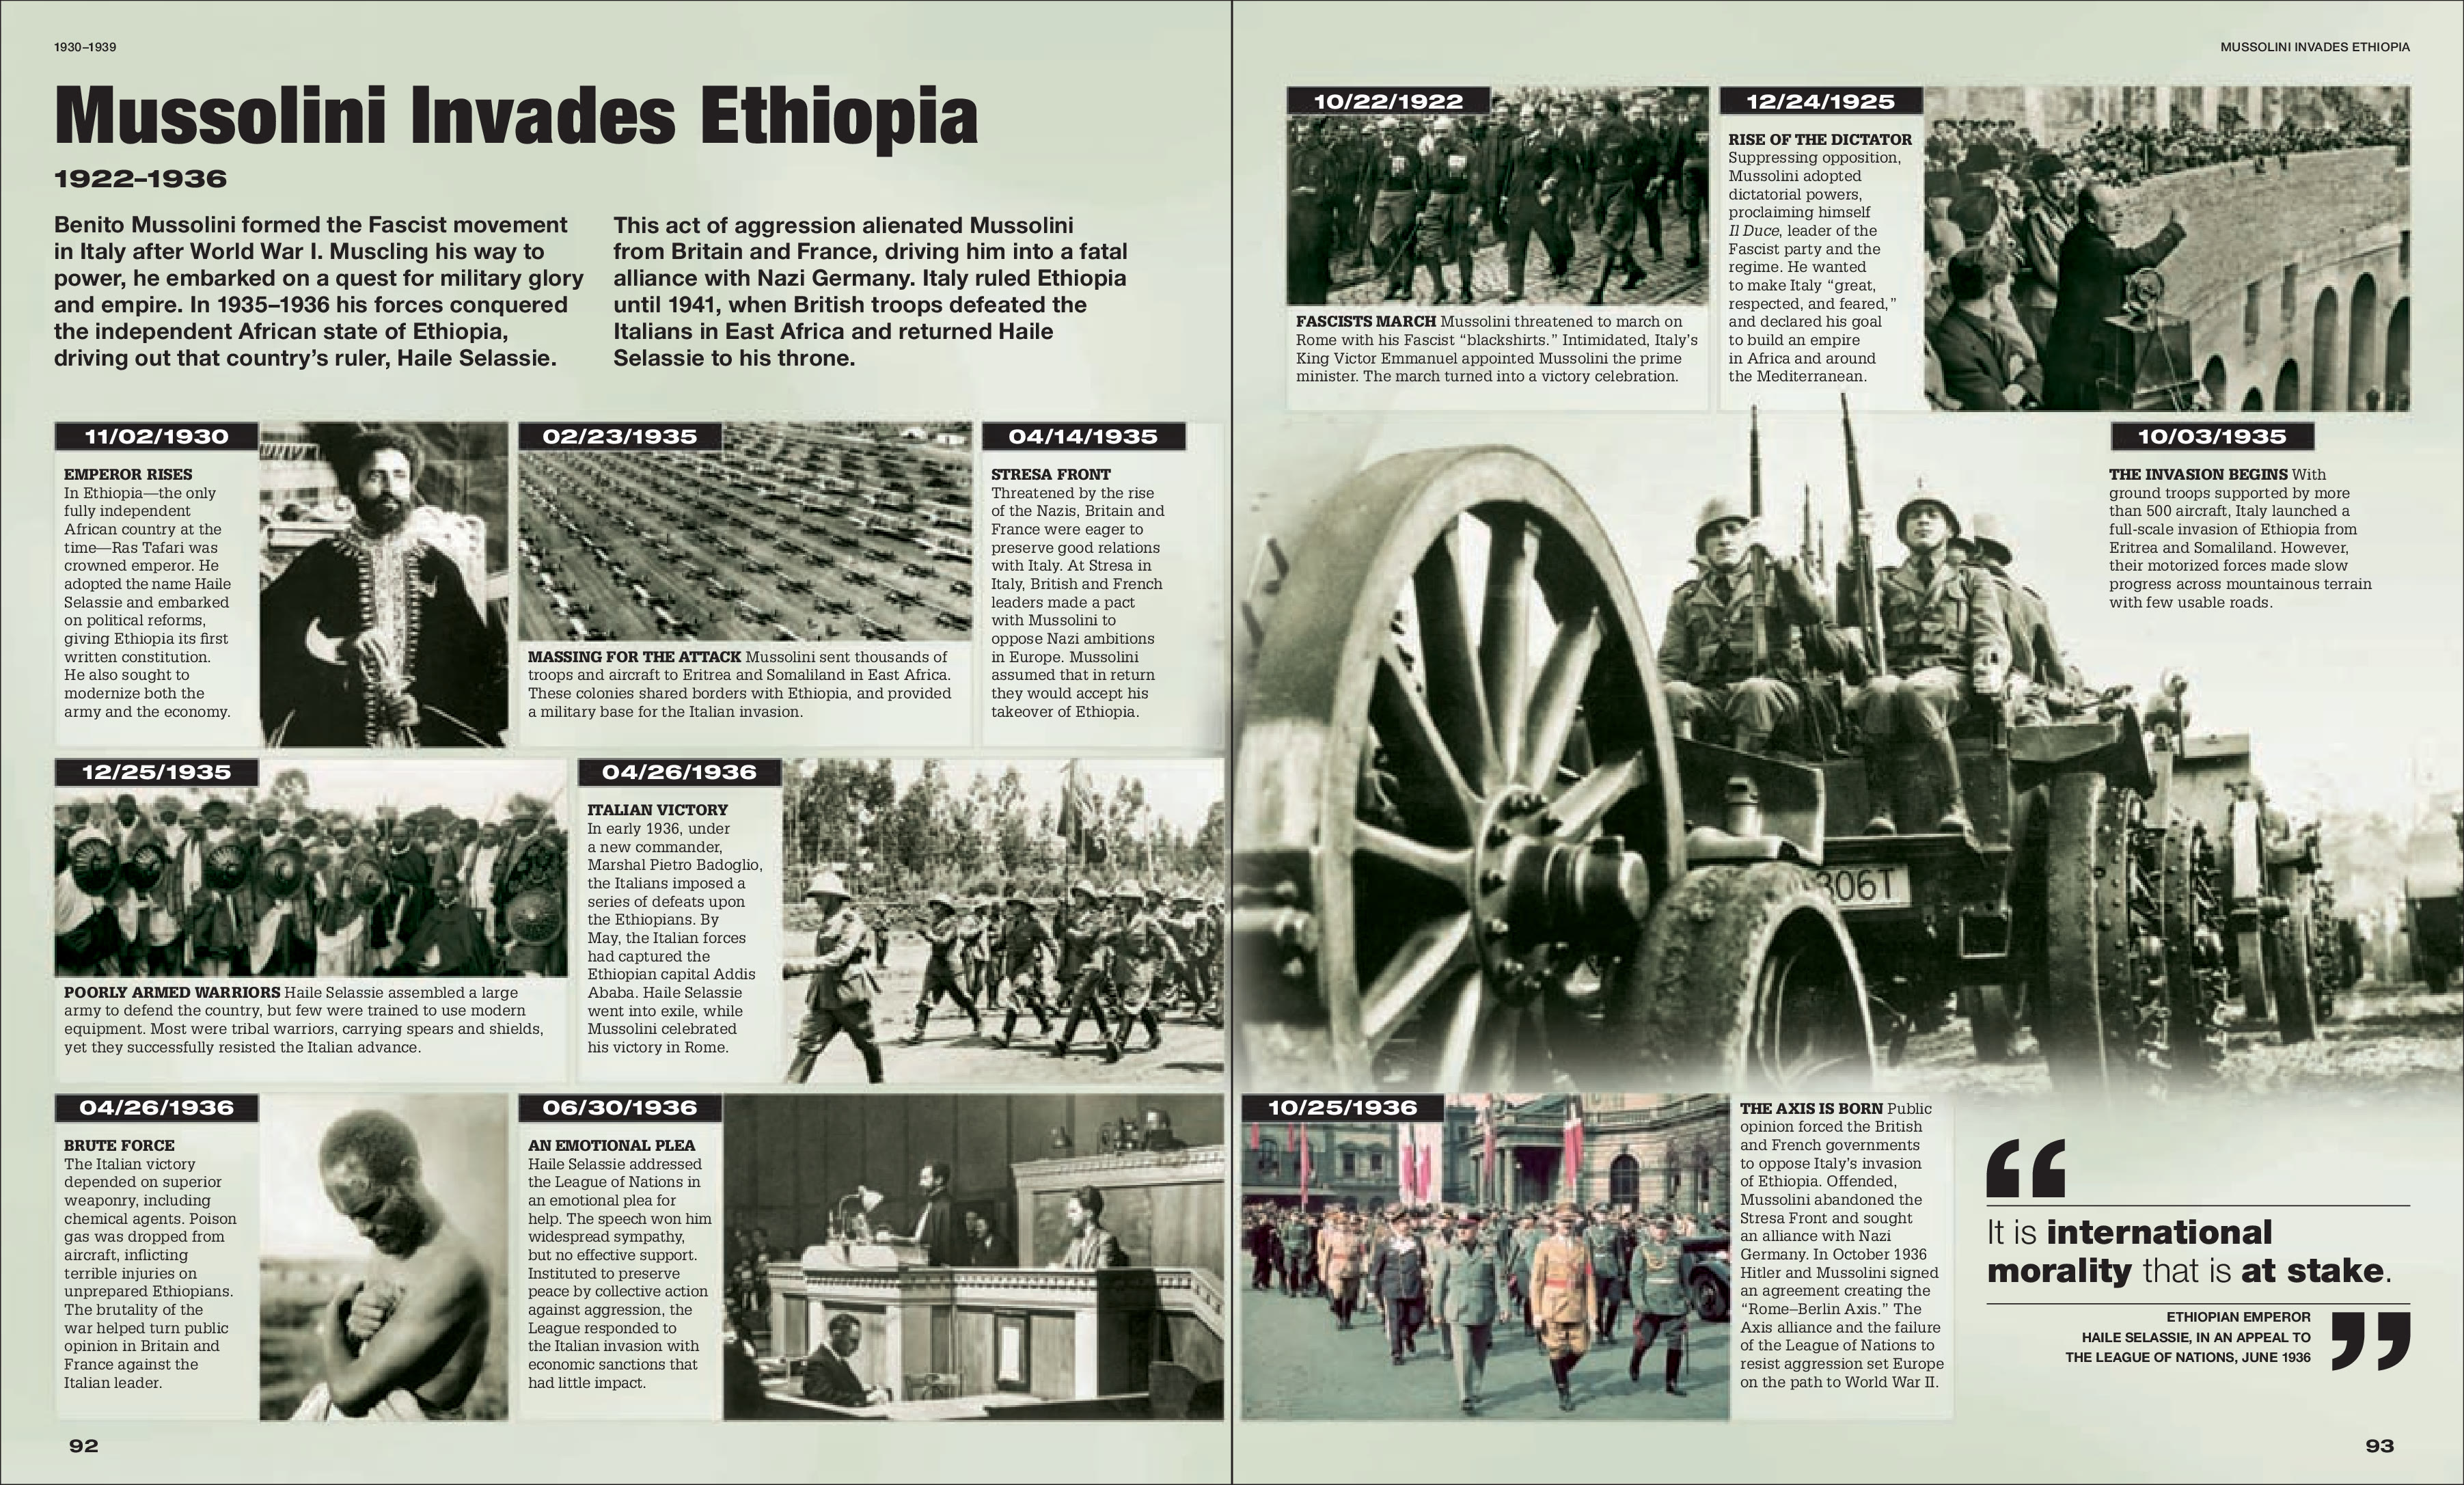 1930–1939
Mussolini Invades Ethiopia
1922–1936
Benito Mussolini formed the Fascist movement
in Italy after World War I. Muscling his way to
power, he embarked on a quest for military glory
and empire. In 1935–1936 his forces conquered
the independent African state of Ethiopia,
driving out that country’s ruler, Haile Selassie.
This act of aggression alienated Mussolini
from Britain and France, driving him into a fatal
alliance with Nazi Germany. Italy ruled Ethiopia
until 1941, when British troops defeated the
Italians in East Africa and returned Haile
Selassie to his throne.
11/02/1930
EMPEROR RISES
In Ethiopia—the only
fully independent
African country at the
time—Ras Tafari was
crowned emperor. He
adopted the name Haile
Selassie and embarked
on political reforms,
giving Ethiopia its first
written constitution.
He also sought to
modernize both the
army and the economy.
02/23/1935
MASSING FOR THE ATTACK Mussolini sent thousands of
troops and aircraft to Eritrea and Somaliland in East Africa.
These colonies shared borders with Ethiopia, and provided
a military base for the Italian invasion.
04/14/1935
STRESA FRONT
Threatened by the rise
of the Nazis, Britain and
France were eager to
preserve good relations
with Italy. At Stresa in
Italy, British and French
leaders made a pact
with Mussolini to
oppose Nazi ambitions
in Europe. Mussolini
assumed that in return
they would accept his
takeover of Ethiopia.
12/25/1935
POORLY ARMED WARRIORS Haile Selassie assembled a large
army to defend the country, but few were trained to use modern
equipment. Most were tribal warriors, carrying spears and shields,
yet they successfully resisted the Italian advance.
04/26/1936
ITALIAN VICTORY
In early 1936, under
a new commander,
Marshal Pietro Badoglio,
the Italians imposed a
series of defeats upon
the Ethiopians. By
May, the Italian forces
had captured the
Ethiopian capital Addis
Ababa. Haile Selassie
went into exile, while
Mussolini celebrated
his victory in Rome.
04/26/1936
BRUTE FORCE
The Italian victory
depended on superior
weaponry, including
chemical agents. Poison
gas was dropped from
aircraft, inflicting
terrible injuries on
unprepared Ethiopians.
The brutality of the
war helped turn public
opinion in Britain and
France against the
Italian leader.
06/30/1936
AN EMOTIONAL PLEA
Haile Selassie addressed
the League of Nations in
an emotional plea for
help. The speech won him
widespread sympathy,
but no effective support.
Instituted to preserve
peace by collective action
against aggression, the
League responded to
the Italian invasion with
economic sanctions that
had little impact.
92
MUSSOLINI INVADES ETHIOPIA
10/22/1922
FASCISTS MARCH Mussolini threatened to march on
Rome with his Fascist “blackshirts.” Intimidated, Italy’s
King Victor Emmanuel appointed Mussolini the prime
minister. The march turned into a victory celebration.
12/24/1925
RISE OF THE DICTATOR
Suppressing opposition,
Mussolini adopted
dictatorial powers,
proclaiming himself
Il Duce, leader of the
Fascist party and the
regime. He wanted
to make Italy “great,
respected, and feared,”
and declared his goal
to build an empire
in Africa and around
the Mediterranean.
10/03/1935
THE INVASION BEGINS With
ground troops supported by more
than 500 aircraft, Italy launched a
full-scale invasion of Ethiopia from
Eritrea and Somaliland. However,
their motorized forces made slow
progress across mountainous terrain
with few usable roads.
306T
10/25/1936
THE AXIS IS BORN Public
opinion forced the British
and French governments
to oppose Italy’s invasion
of Ethiopia. Offended,
Mussolini abandoned the
Stresa Front and sought
an alliance with Nazi
Germany. In October 1936
Hitler and Mussolini signed
an agreement creating the
“Rome–Berlin Axis.” The
Axis alliance and the failure
of the League of Nations to
resist aggression set Europe
on the path to World War II.
“
It is international
morality that is at stake.
ETHIOPIAN EMPEROR
HAILE SELASSIE, IN AN APPEAL TO
THE LEAGUE OF NATIONS, JUNE 1936
”
93